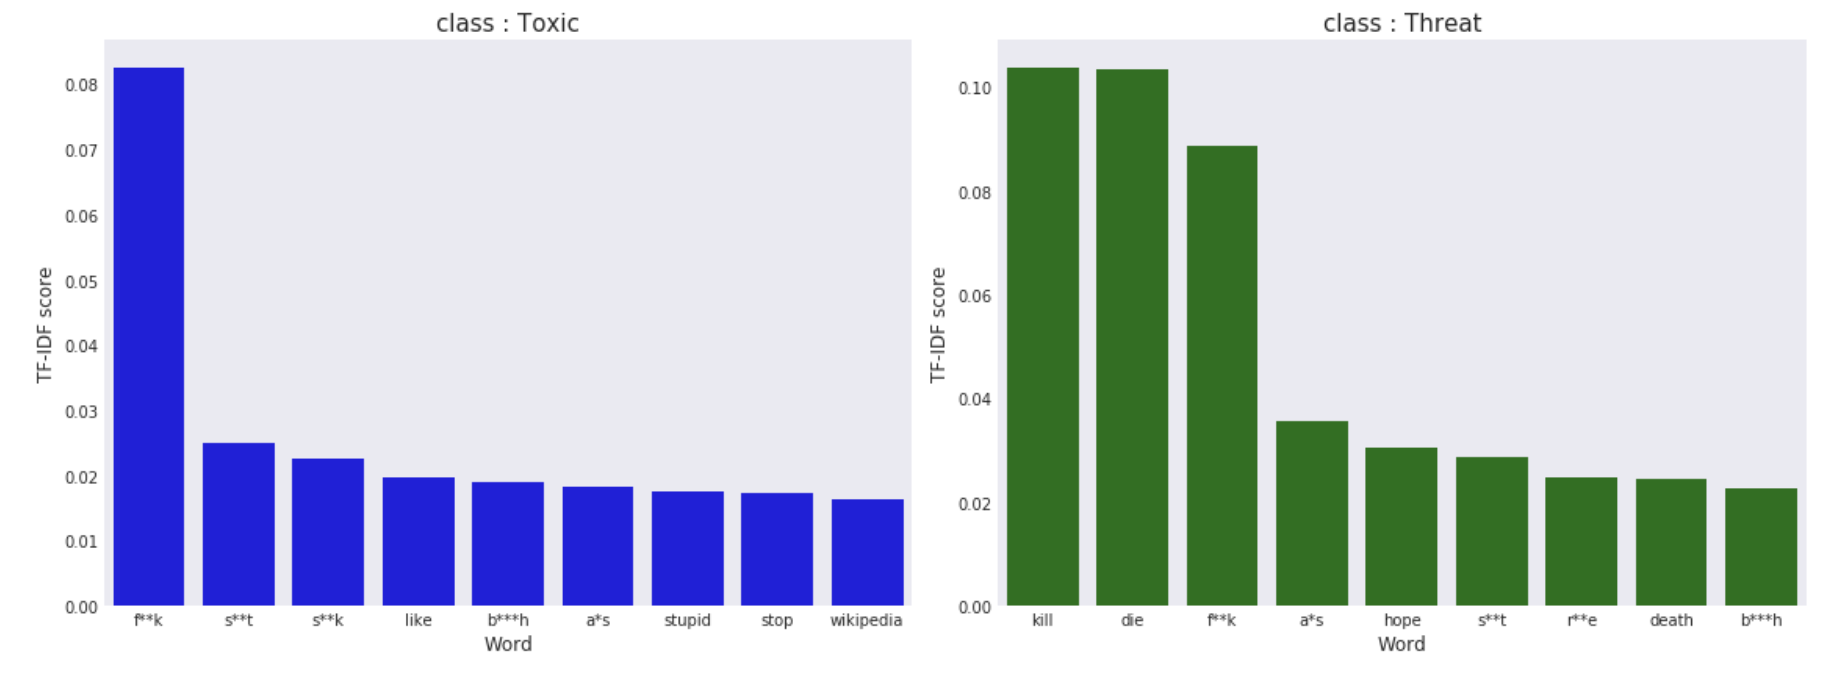 class : Toxic
0.08
0.07
0.06
0.05
0.04
0.03
0.02
0.01
0.00
TF-IDF score
f**k s**t s**k like b***h a*s stupid stop wikipedia
Word
class : Threat
0.10
0.08
0.06
0.04
0.02
0.00
TF-IDF score
kill die f**k a*s hope s**t r**e death b***h
Word